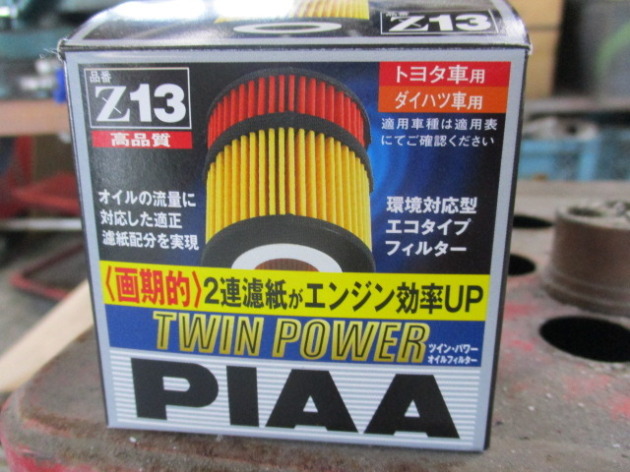 Z13
品番
Z13
高品質
トヨタ車用
ダイハツ車用
適用車種は適用表
にてご確認ください
オイルの流量に
対応した適正
濾紙配分を実現
環境対応型
エコタイプ
フィルター
〈画期的〉2連濾紙がエンジン効率UP
TWIN POWER
ツイン・パワー
オイルフィルター
PIAA